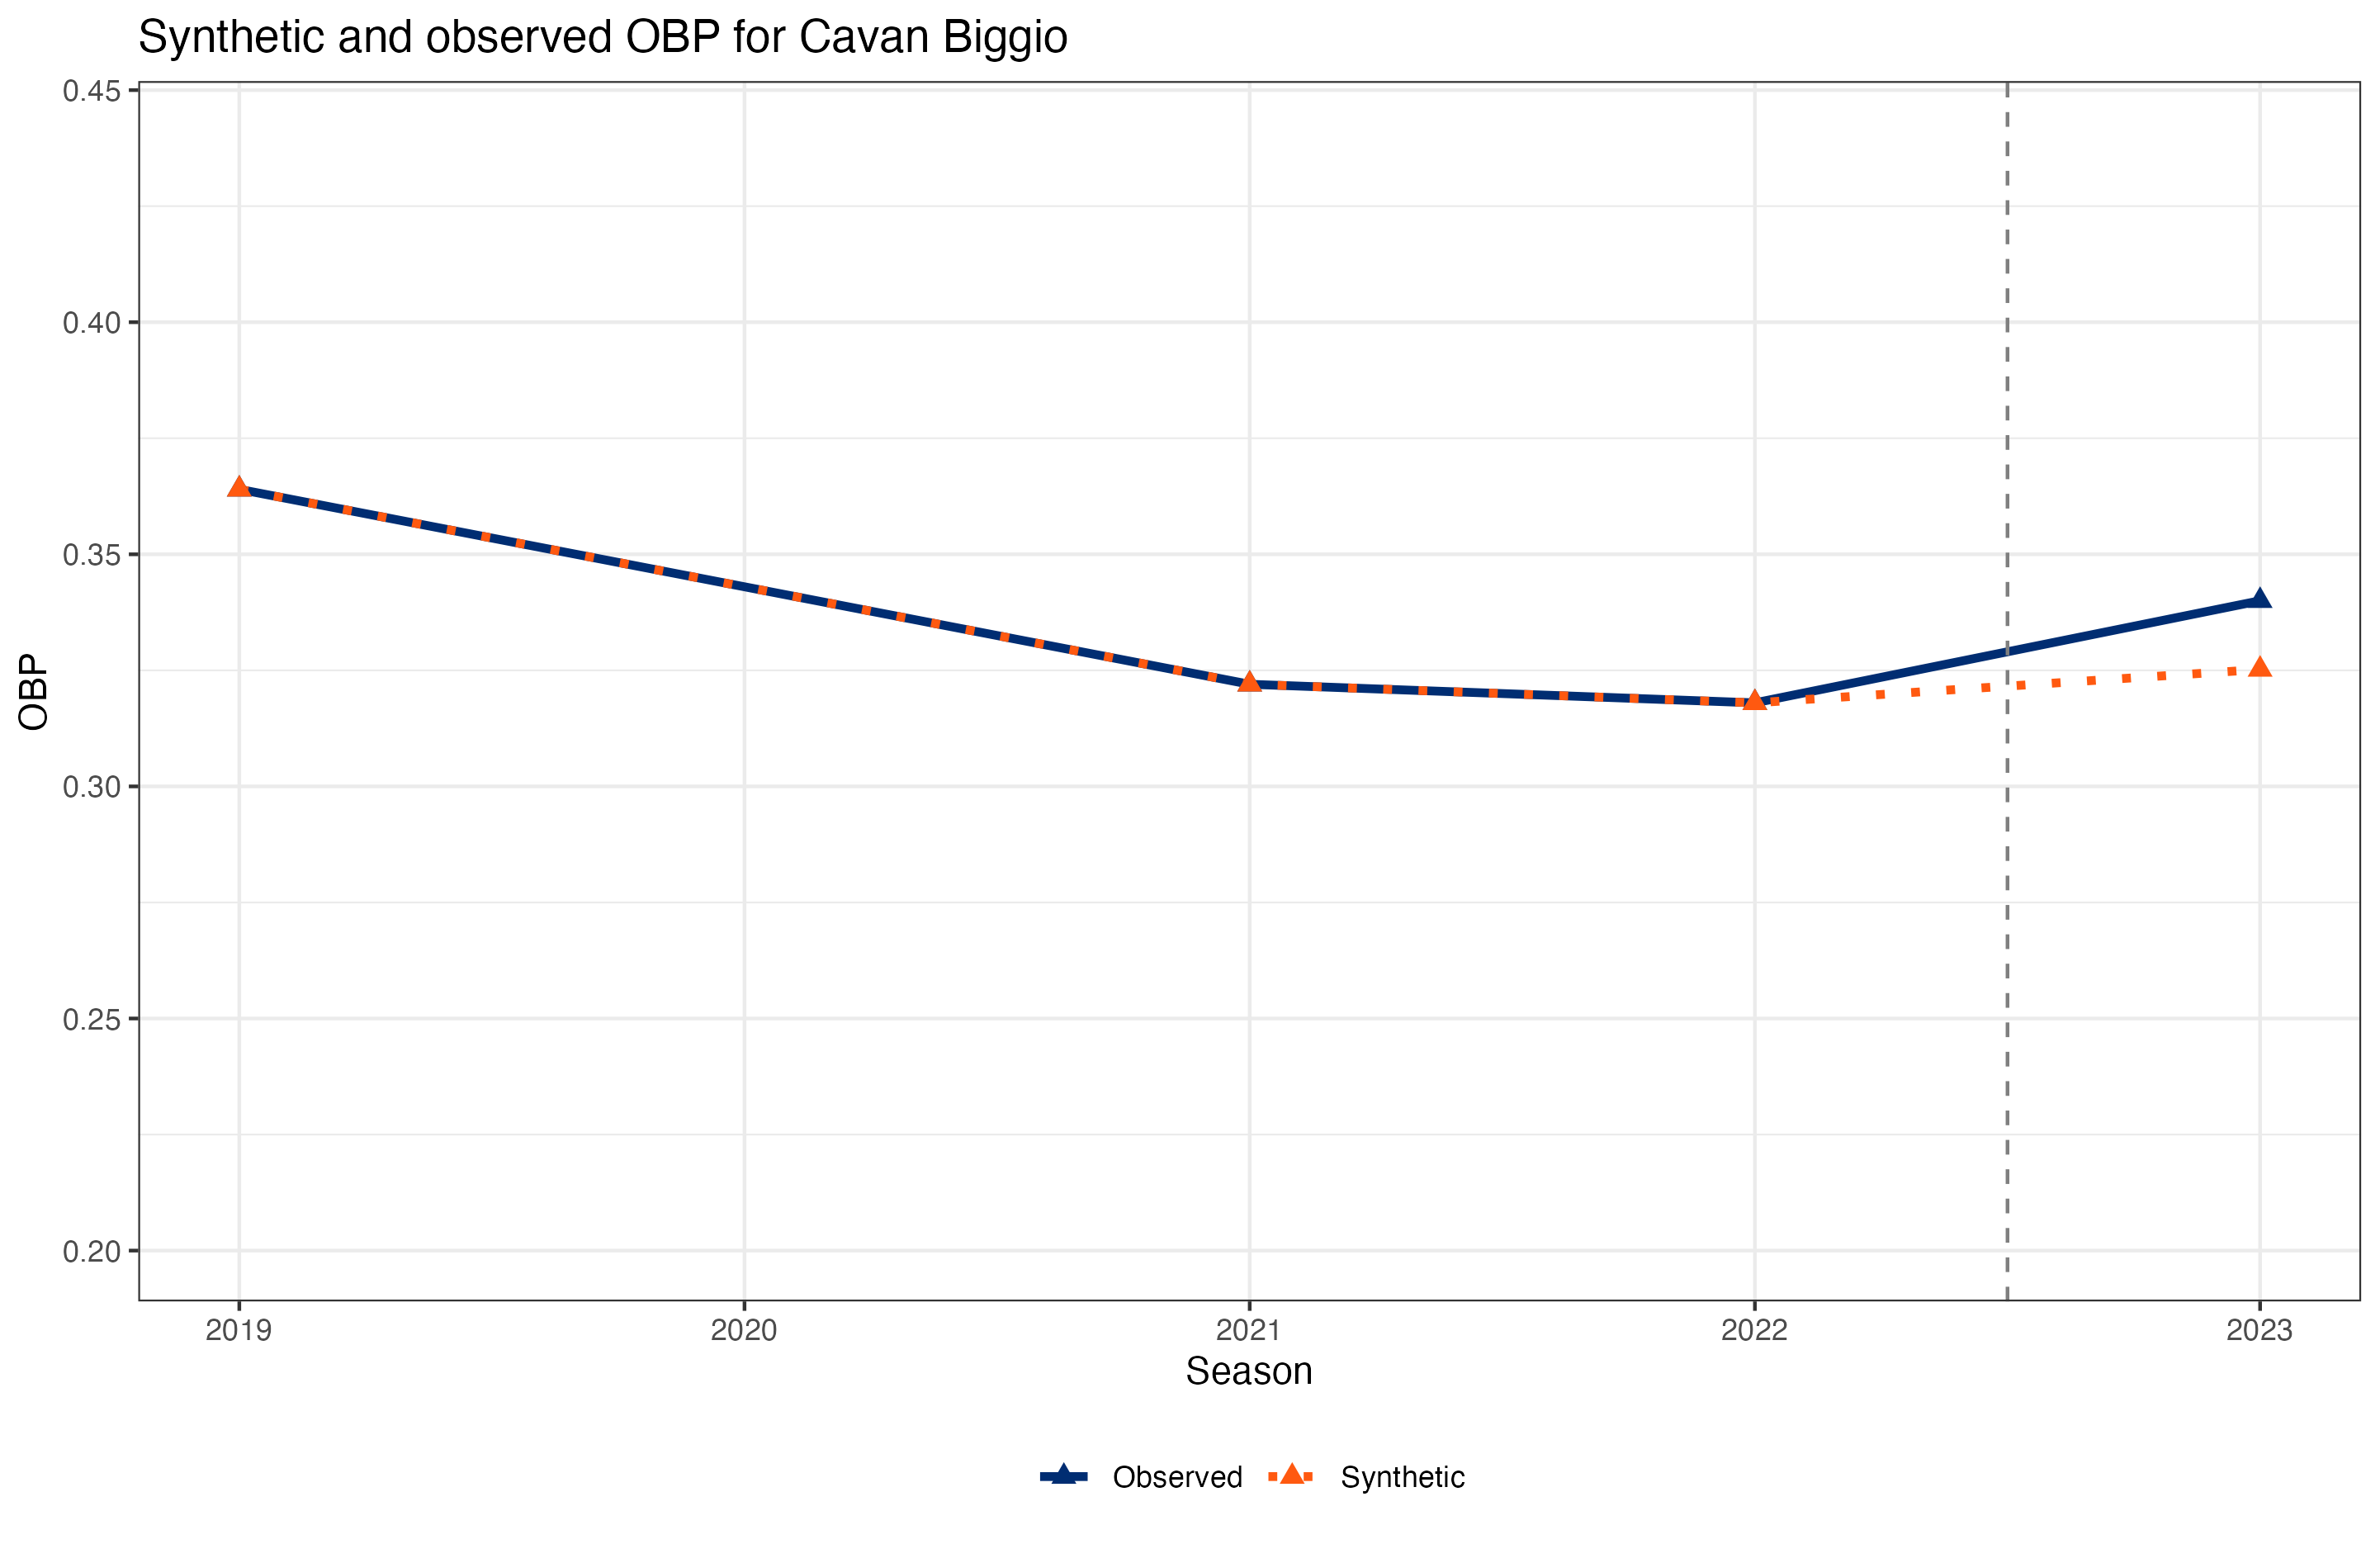 Synthetic and observed OBP for Cavan Biggio
0.45
0.40
0.35
0.30
0.25
0.20
OBP
2019 2020 2021 2022 2023
Season
Observed Synthetic